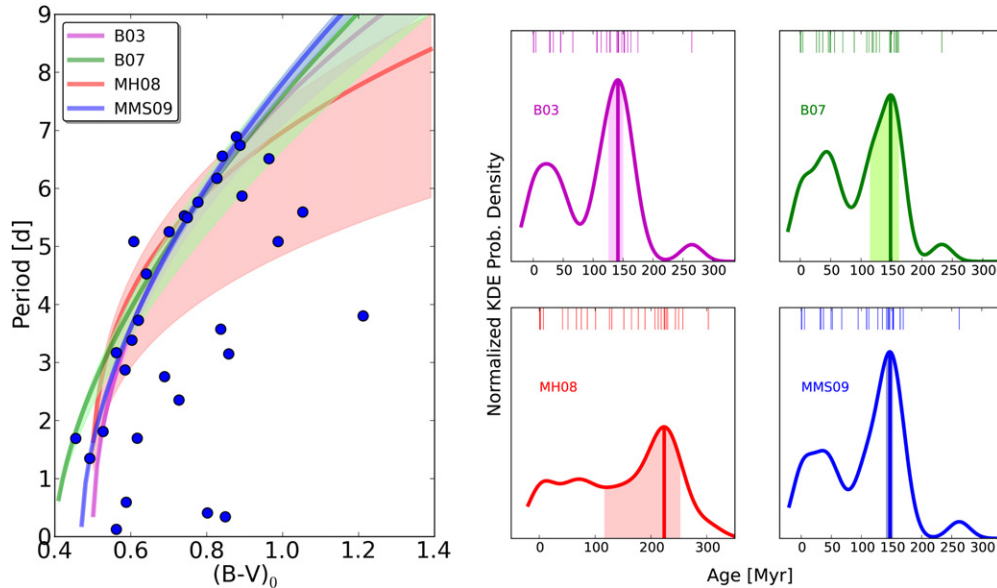 B03
B07
MH08
MMS09
Period [d]
9
8
7
6
5
4
3
2
1
0
0.4 0.6 0.8 1.0 1.2 1.4
(B-V)₀
Normalized KDE Prob. Density
B03
0 50 100 150 200 250 300
B07
0 50 100 150 200 250 300
MH08
0 50 100 150 200 250 300
MMS09
0 50 100 150 200 250 300
Age [Myr]